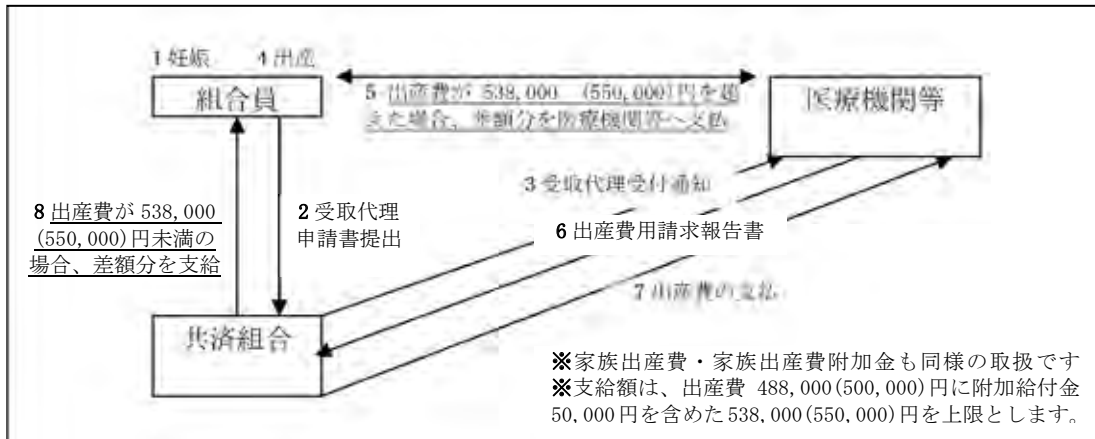 1 妊娠 4 出産
組合員
5 出産費が 538,000 (550,000)円を超
えた場合、差額分を医療機関等へ支払
医療機関等
3 受取代理受付通知
8 出産費が 538,000
(550,000)円未満の
場合、差額分を支給
2 受取代理
申請書提出
6 出産費用請求報告書
7 出産費の支払
共済組合
※家族出産費・家族出産費附加金も同様の取扱です
※支給額は、出産費 488,000(500,000)円に附加給付金
50,000円を含めた538,000(550,000)円を上限とします。